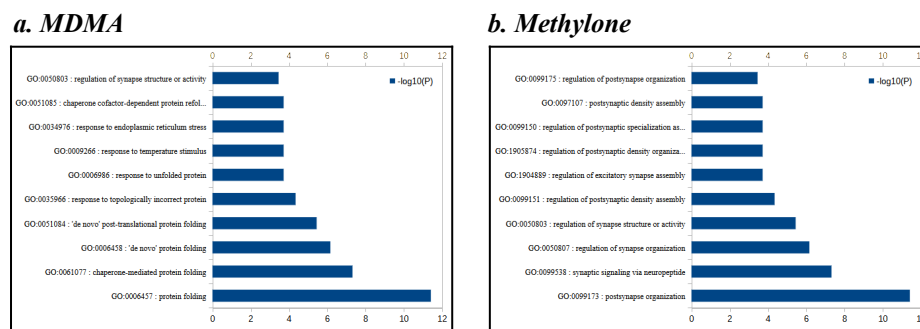 a. MDMA
0 2 4 6 8 10 12
-log10(P)
GO:0050803 : regulation of synapse structure or activity
GO:0051085 : chaperone cofactor-dependent protein refol...
GO:0034976 : response to endoplasmic reticulum stress
GO:0009266 : response to temperature stimulus
GO:0006986 : response to unfolded protein
GO:0035966 : response to topologically incorrect protein
GO:0051084 : 'de novo' post-translational protein folding
GO:0006458 : 'de novo' protein folding
GO:0061077 : chaperone-mediated protein folding
GO:0006457 : protein folding
0 2 4 6 8 10 12
b. Methylone
0 2 4 6 8 10 12
-log10(P)
GO:0099175 : regulation of postsynapse organization
GO:0097107 : postsynaptic density assembly
GO:0099150 : regulation of postsynaptic specialization as...
GO:1905874 : regulation of postsynaptic density organiza...
GO:1904889 : regulation of excitatory synapse assembly
GO:0099151 : regulation of postsynaptic density assembly
GO:0050803 : regulation of synapse structure or activity
GO:0050807 : regulation of synapse organization
GO:0099538 : synaptic signaling via neuropeptide
GO:0099173 : postsynapse organization
0 2 4 6 8 10 12